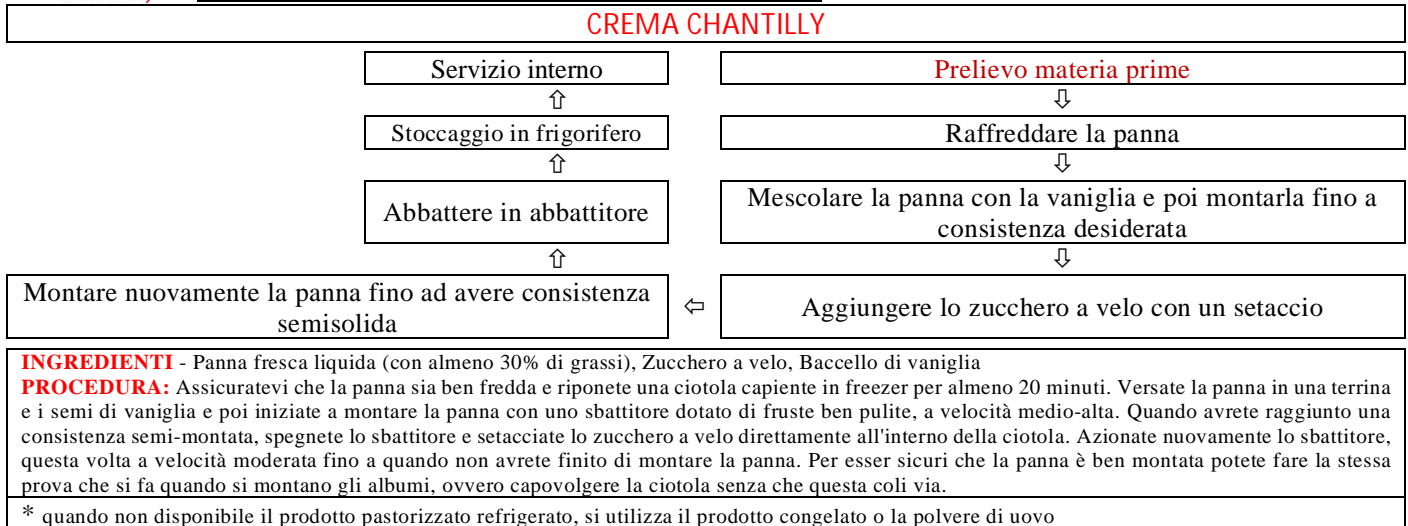 CREMA CHANTILLY
Servizio interno
Prelievo materia prime
⇧
⇩
Stoccaggio in frigorifero
Raffreddare la panna
⇧
⇩
Abbattere in abbattitore
Mescolare la panna con la vaniglia e poi montarla fino a
consistenza desiderata
⇧
⇩
Montare nuovamente la panna fino ad avere consistenza
semisolida
⇦
Aggiungere lo zucchero a velo con un setaccio
INGREDIENTI - Panna fresca liquida (con almeno 30% di grassi), Zucchero a velo, Baccello di vaniglia
PROCEDURA: Assicuratevi che la panna sia ben fredda e riponete una ciotola capiente in freezer per almeno 20 minuti. Versate la panna in una terrina
e i semi di vaniglia e poi iniziate a montare la panna con uno sbattitore dotato di fruste ben pulite, a velocità medio-alta. Quando avrete raggiunto una
consistenza semi-montata, spegnete lo sbattitore e setacciate lo zucchero a velo direttamente all'interno della ciotola. Azionate nuovamente lo sbattitore,
questa volta a velocità moderata fino a quando non avrete finito di montare la panna. Per esser sicuri che la panna è ben montata potete fare la stessa
prova che si fa quando si montano gli albumi, ovvero capovolgere la ciotola senza che questa coli via.
* quando non disponibile il prodotto pastorizzato refrigerato, si utilizza il prodotto congelato o la polvere di uovo